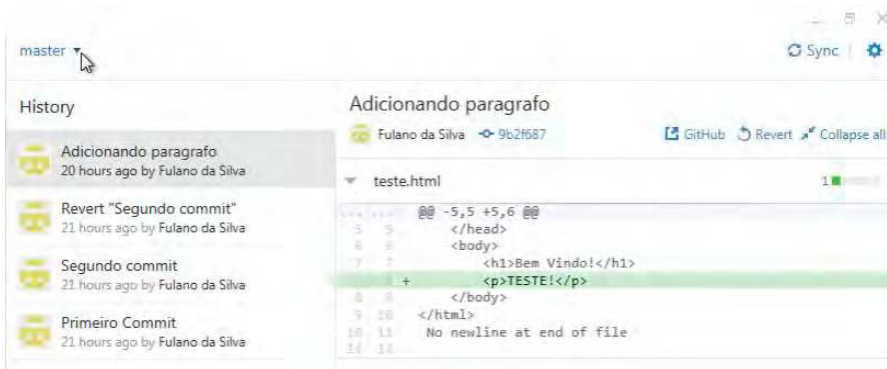 master
Sync
History
Adicionando paragrafo
20 hours ago by Fulano da Silva
Revert "Segundo commit"
21 hours ago by Fulano da Silva
Segundo commit
21 hours ago by Fulano da Silva
Primeiro Commit
21 hours ago by Fulano da Silva
Adicionando paragrafo
Fulano da Silva 9b2f687 GitHub Revert Collapse all
teste.html 1
@@ -5,5 +5,6 @@
5 5 </head>
6 6 <body>
7 7 <h1>Bem Vindo!</h1>
8 + <p>TESTE!</p>
8 9 </body>
9 10 </html>
10 11 No newline at end of file